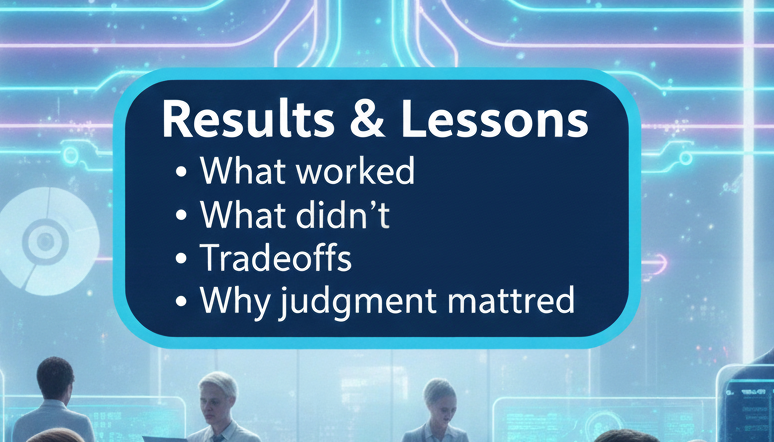 Results & Lessons
• What worked
• What didn’t
• Tradeoffs
• Why judgment mattred